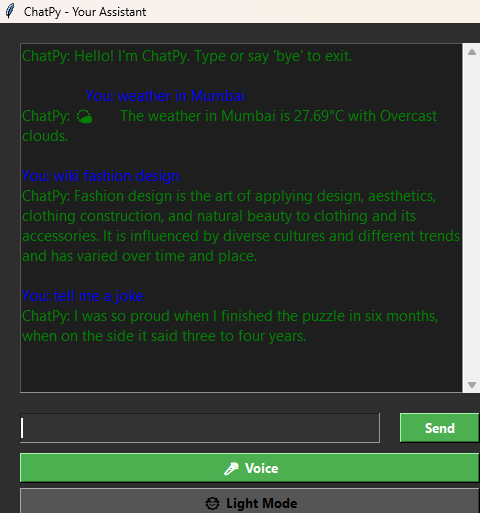 ChatPy - Your Assistant
ChatPy: Hello! I'm ChatPy. Type or say 'bye' to exit.
You: weather in Mumbai
ChatPy: 🌤 The weather in Mumbai is 27.69°C with Overcast
clouds.
You: wiki fashion design
ChatPy: Fashion design is the art of applying design, aesthetics,
clothing construction, and natural beauty to clothing and its
accessories. It is influenced by diverse cultures and different trends
and has varied over time and place.
You: tell me a joke
ChatPy: I was so proud when I finished the puzzle in six months,
when on the side it said three to four years.
Send
🎤 Voice
Light Mode